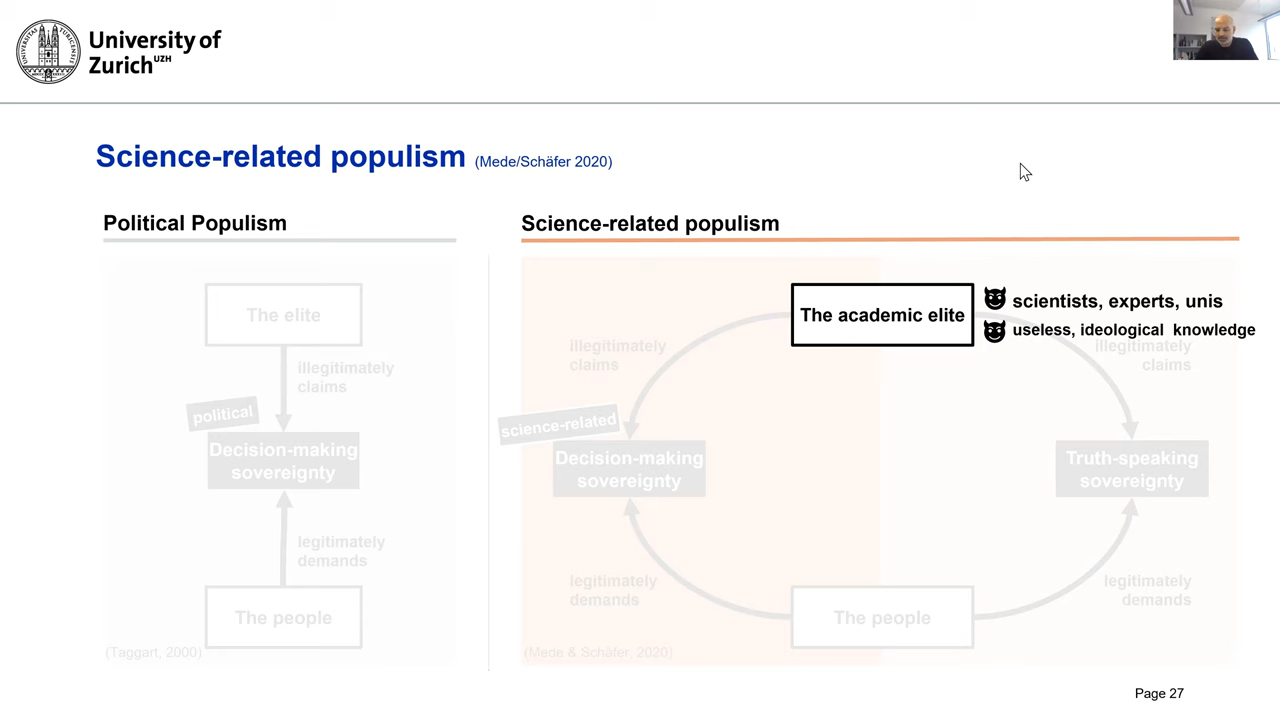 University of
Zurich UZH
Science-related populism (Mede/Schäfer 2020)
Political Populism
The elite
illegitimately
claims
political
Decision-making
sovereignty
legitimately
demands
The people
(Taggart, 2000)
Science-related populism
The academic elite
scientists, experts, unis
useless, ideological knowledge
illegitimately
claims
illegitimately
claims
science-related
Decision-making
sovereignty
Truth-speaking
sovereignty
legitimately
demands
legitimately
demands
The people
(Mede & Schäfer, 2020)
Page 27